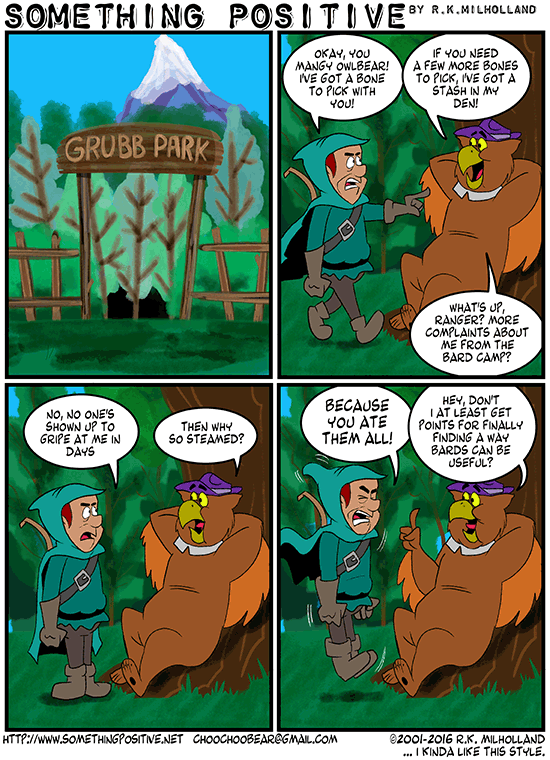 SOMETHING POSITIVE BY R.K.MILHOLLAND
GRUBB PARK
OKAY, YOU
MANGY OWLBEAR!
I'VE GOT A BONE
TO PICK WITH
YOU!
IF YOU NEED
A FEW MORE BONES
TO PICK, I'VE GOT A
STASH IN MY
DEN!
WHAT'S UP,
RANGER? MORE
COMPLAINTS ABOUT
ME FROM THE
BARD CAMP?
NO, NO ONE'S
SHOWN UP TO
GRIPE AT ME IN
DAYS
THEN WHY
SO STEAMED?
BECAUSE
YOU ATE
THEM ALL!
HEY, DON'T
I AT LEAST GET
POINTS FOR FINALLY
FINDING A WAY
BARDS CAN BE
USEFUL?
HTTP://WWW.SOMETHINGPOSITIVE.NET CHOOCHOOBEAR@GMAIL.COM ©2001-2016 R.K. MILHOLLAND
... I KINDA LIKE THIS STYLE.